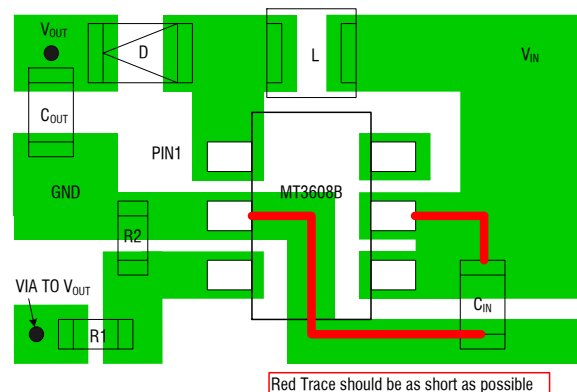 VOUT
D
L
VIN
COUT
PIN1
GND
MT3608B
R2
VIA TO VOUT
CIN
R1
Red Trace should be as short as possible